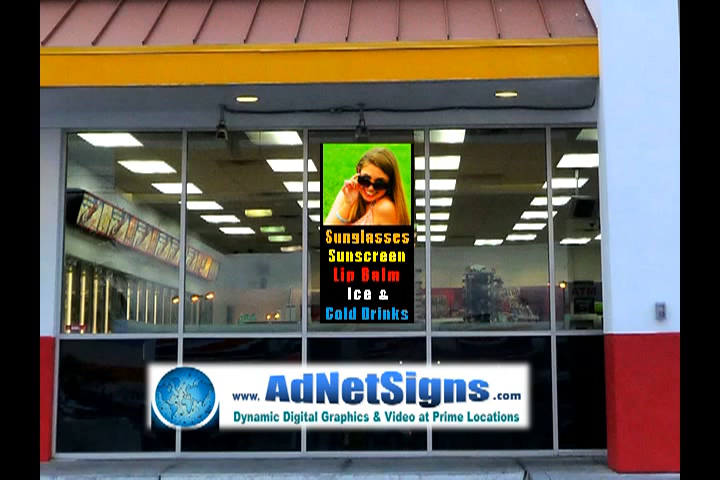 Sunglasses
Sunscreen
Lip Balm
Ice &
Cold Drinks
www. AdNetSigns .com
Dynamic Digital Graphics & Video at Prime Locations